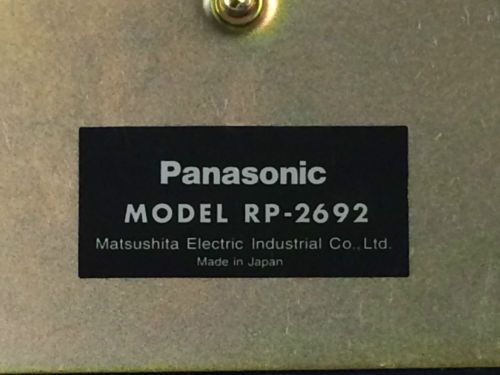 Panasonic
MODEL RP-2692
Matsushita Electric Industrial Co., Ltd.
Made in Japan